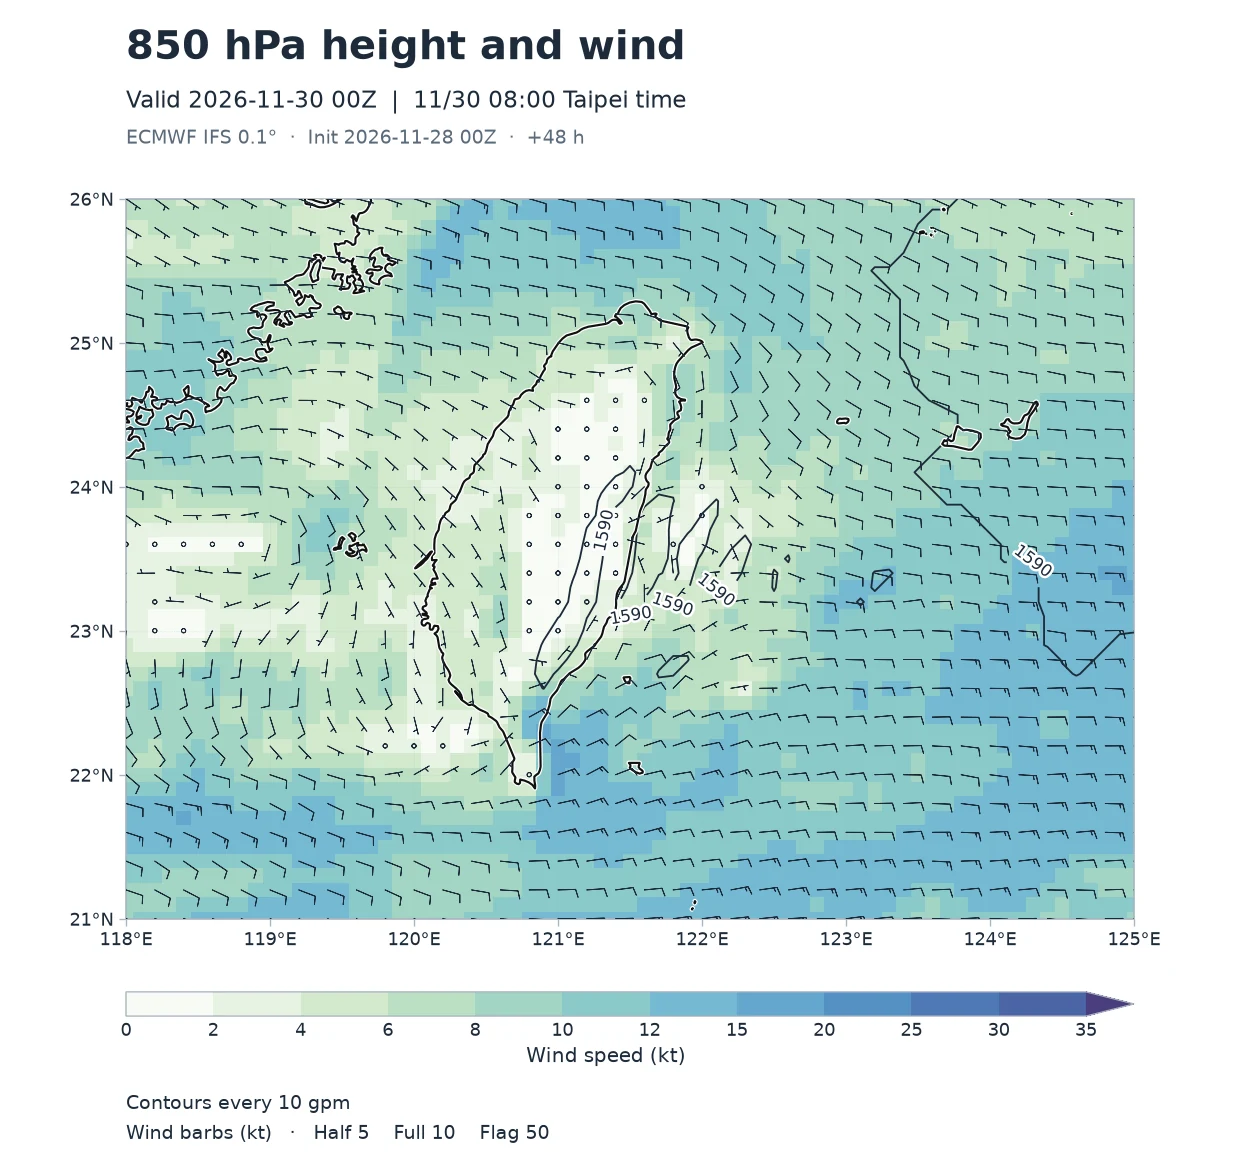 850 hPa height and wind
Valid 2026-11-30 00Z | 11/30 08:00 Taipei time
ECMWF IFS 0.1° · Init 2026-11-28 00Z · +48 h
26°N
25°N
24°N
23°N
22°N
21°N
1590
1590
1590
1590
1590
118°E 119°E 120°E 121°E 122°E 123°E 124°E 125°E
0 2 4 6 8 10 12 15 20 25 30 35
Wind speed (kt)
Contours every 10 gpm
Wind barbs (kt) · Half 5 Full 10 Flag 50